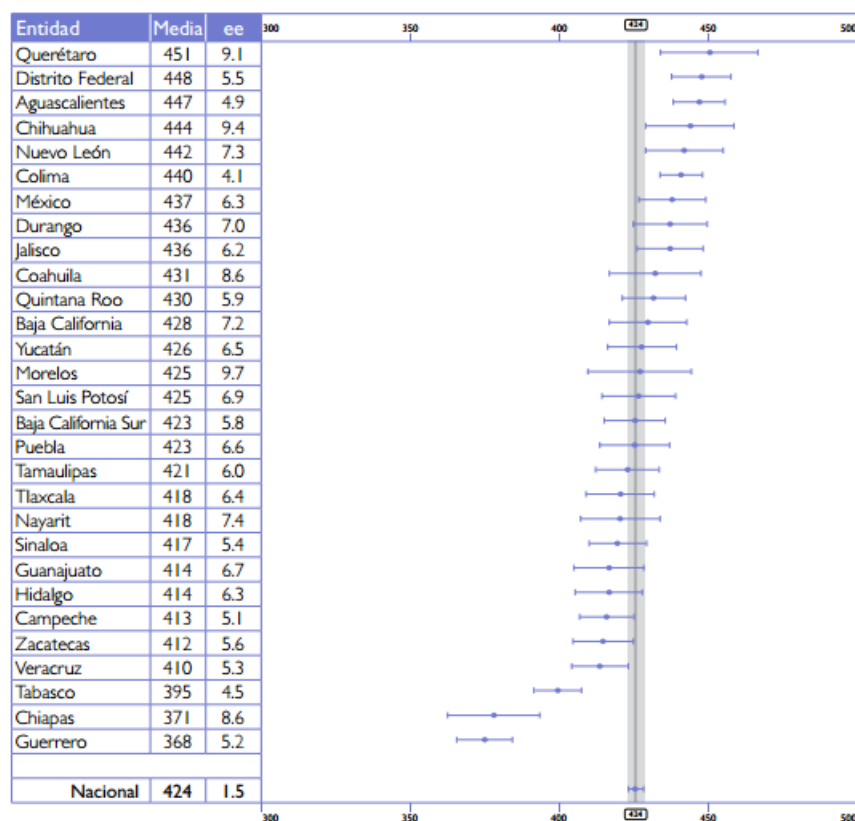 Entidad Media ee 300 350 400 424 450 500
Querétaro 451 9.1
Distrito Federal 448 5.5
Aguascalientes 447 4.9
Chihuahua 444 9.4
Nuevo León 442 7.3
Colima 440 4.1
México 437 6.3
Durango 436 7.0
Jalisco 436 6.2
Coahuila 431 8.6
Quintana Roo 430 5.9
Baja California 428 7.2
Yucatán 426 6.5
Morelos 425 9.7
San Luis Potosí 425 6.9
Baja California Sur 423 5.8
Puebla 423 6.6
Tamaulipas 421 6.0
Tlaxcala 418 6.4
Nayarit 418 7.4
Sinaloa 417 5.4
Guanajuato 414 6.7
Hidalgo 414 6.3
Campeche 413 5.1
Zacatecas 412 5.6
Veracruz 410 5.3
Tabasco 395 4.5
Chiapas 371 8.6
Guerrero 368 5.2
Nacional 424 1.5
300 350 400 424 450 500